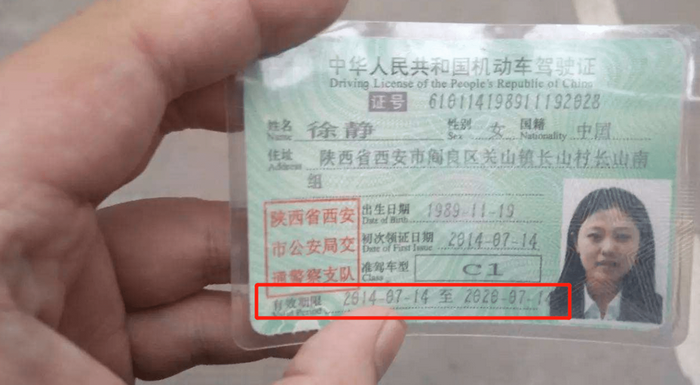 中华人民共和国机动车驾驶证
Driving License of the People's Republic of China
证号 610114198911192028
姓名 徐静 性别 女 国籍 中国
Name Sex Nationality
住址 陕西省西安市阎良区关山镇长山村长山南
Address
组
陕西省西安
市公安局交
通警察支队
出生日期 1989-11-19
Date of Birth
初次领证日期 2014-07-14
Date of First Issue
准驾车型 C1
Class
有效期限 2014-07-14 至 2020-07-14
Valid Period